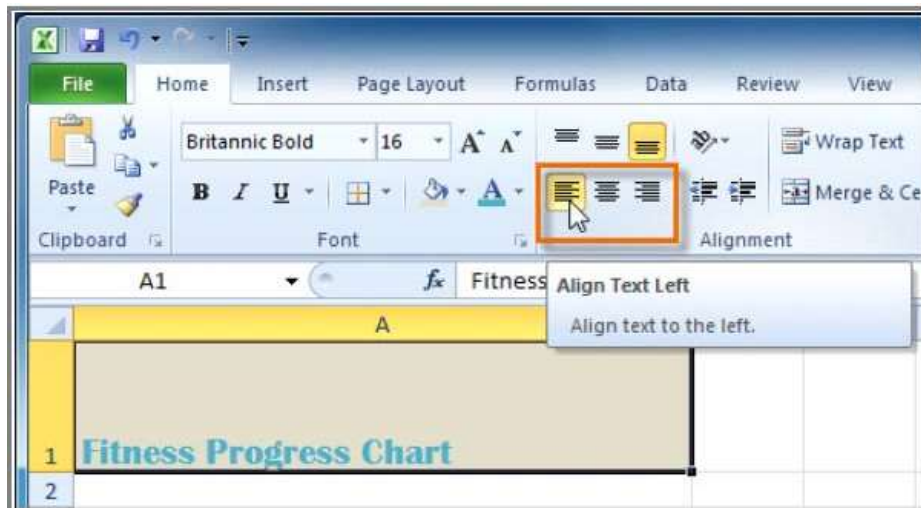 File Home Insert Page Layout Formulas Data Review View
Britannic Bold 16 A A Wrap Text
Paste B I U A Merge & Ce
Clipboard Font Alignment
A1 fx Fitness
Align Text Left
Align text to the left.
A
1 Fitness Progress Chart
2